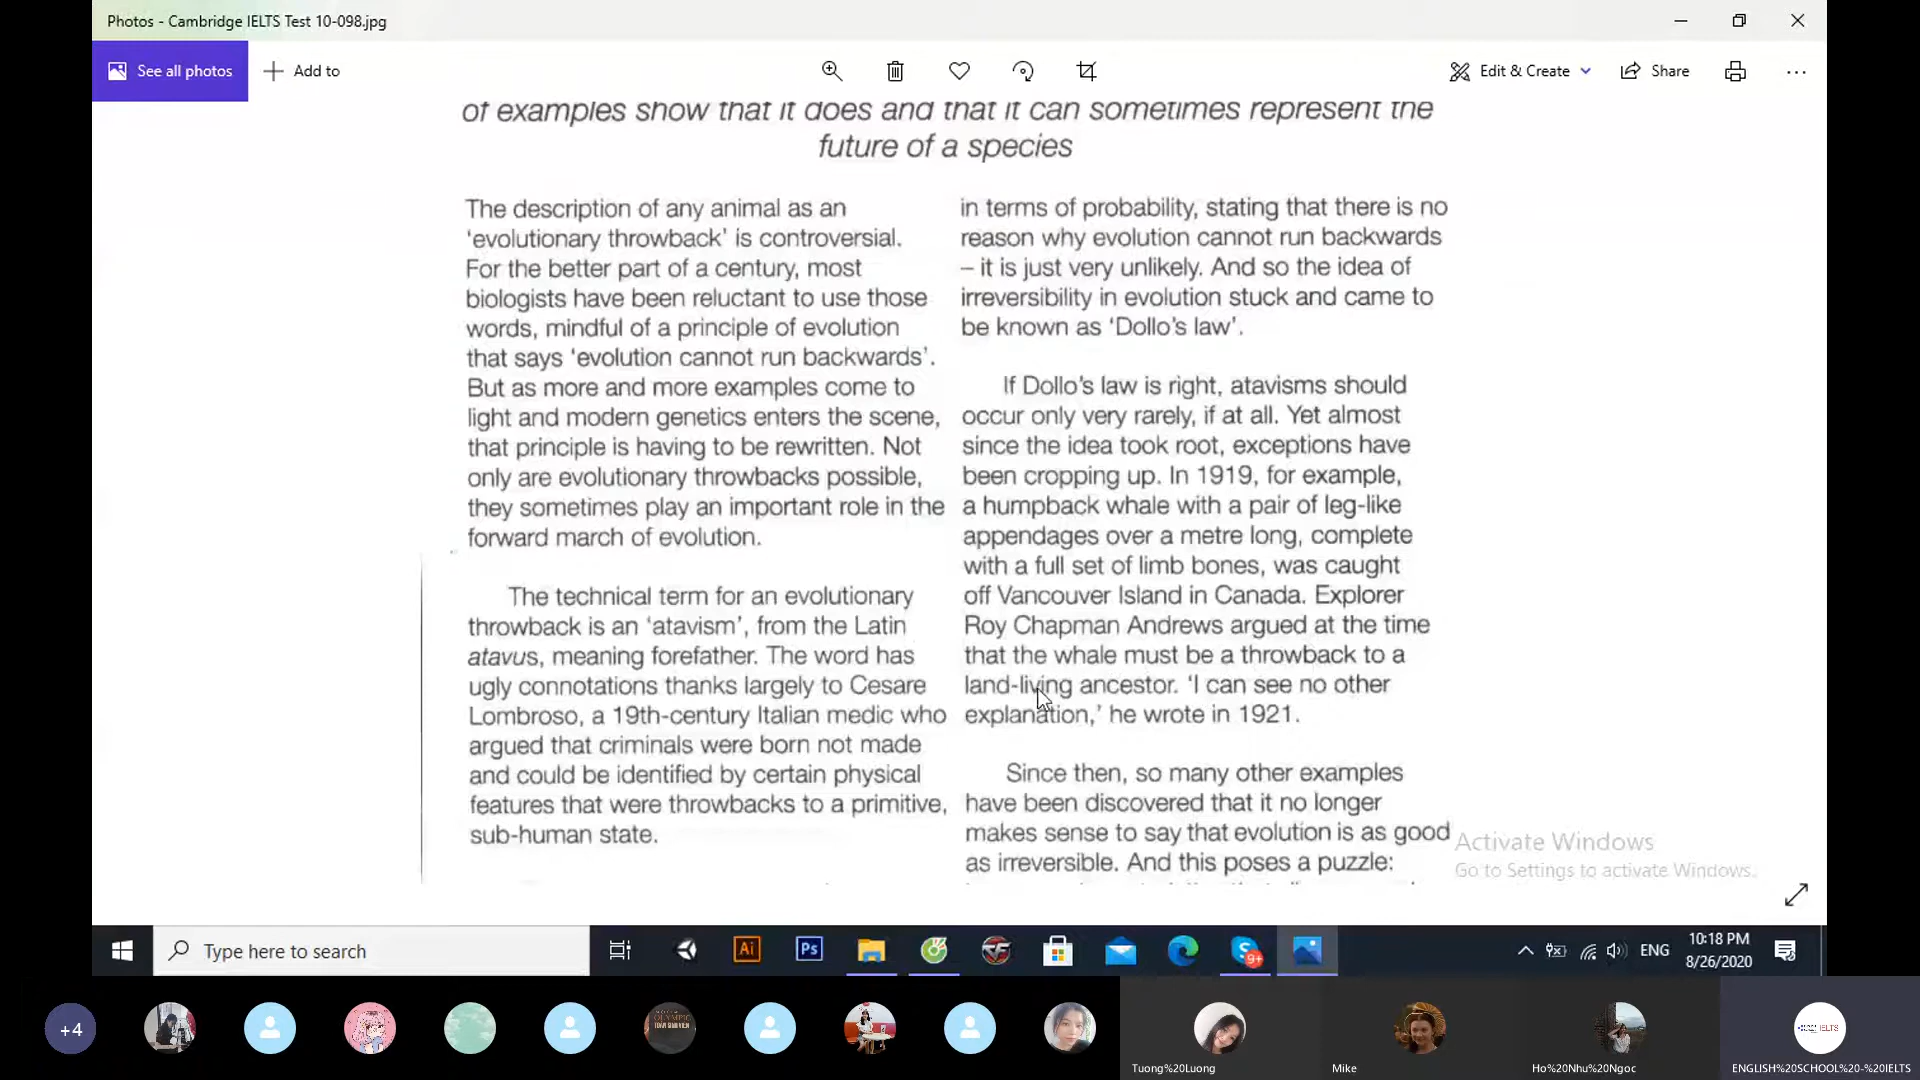 Photos - Cambridge IELTS Test 10-098.jpg
See all photos
Add to
Edit & Create
Share
of examples show that it does and that it can sometimes represent the
future of a species
The description of any animal as an
‘evolutionary throwback’ is controversial.
For the better part of a century, most
biologists have been reluctant to use those
words, mindful of a principle of evolution
that says ‘evolution cannot run backwards’.
But as more and more examples come to
light and modern genetics enters the scene,
that principle is having to be rewritten. Not
only are evolutionary throwbacks possible,
they sometimes play an important role in the
forward march of evolution.
The technical term for an evolutionary
throwback is an ‘atavism’, from the Latin
atavus, meaning forefather. The word has
ugly connotations thanks largely to Cesare
Lombroso, a 19th-century Italian medic who
argued that criminals were born not made
and could be identified by certain physical
features that were throwbacks to a primitive,
sub-human state.
in terms of probability, stating that there is no
reason why evolution cannot run backwards
– it is just very unlikely. And so the idea of
irreversibility in evolution stuck and came to
be known as ‘Dollo’s law’.
If Dollo’s law is right, atavisms should
occur only very rarely, if at all. Yet almost
since the idea took root, exceptions have
been cropping up. In 1919, for example,
a humpback whale with a pair of leg-like
appendages over a metre long, complete
with a full set of limb bones, was caught
off Vancouver Island in Canada. Explorer
Roy Chapman Andrews argued at the time
that the whale must be a throwback to a
land-living ancestor. ‘I can see no other
explanation,’ he wrote in 1921.
Since then, so many other examples
have been discovered that it no longer
makes sense to say that evolution is as good
as irreversible. And this poses a puzzle:
Activate Windows
Go to Settings to activate Windows.
Type here to search
Ai
Ps
9+
ENG
10:18 PM
8/26/2020
+4
Tuong%20Luong
Mike
Ho%20Nhu%20Ngoc
ENGLISH%20SCHOOL%20-%20IELTS